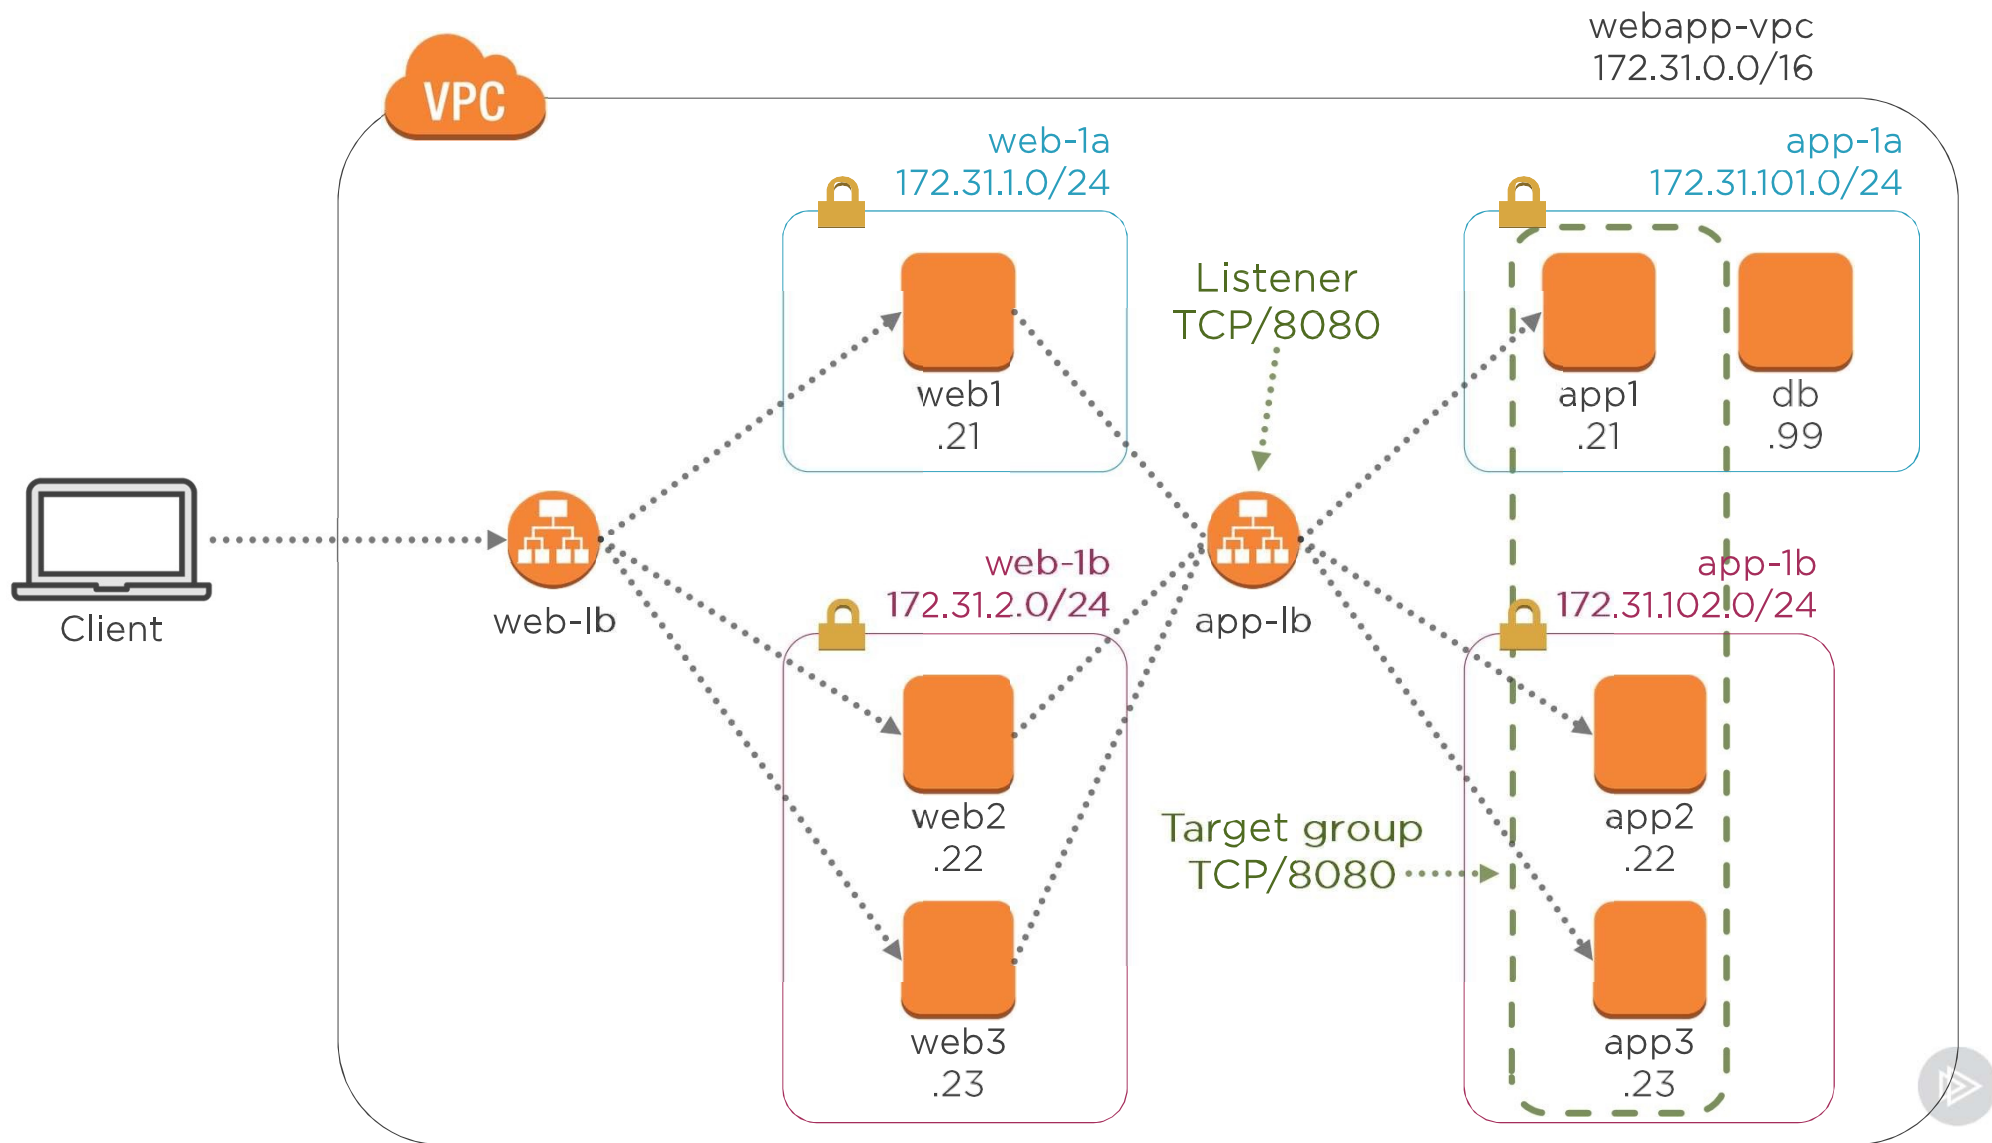 webapp-vpc
172.31.0.0/16
VPC
web-1a
172.31.1.0/24
app-1a
172.31.101.0/24
Listener
TCP/8080
web1
.21
app1
.21
db
.99
Client
web-lb
web-1b
172.31.2.0/24
app-lb
app-1b
172.31.102.0/24
web2
.22
Target group
TCP/8080
app2
.22
web3
.23
app3
.23